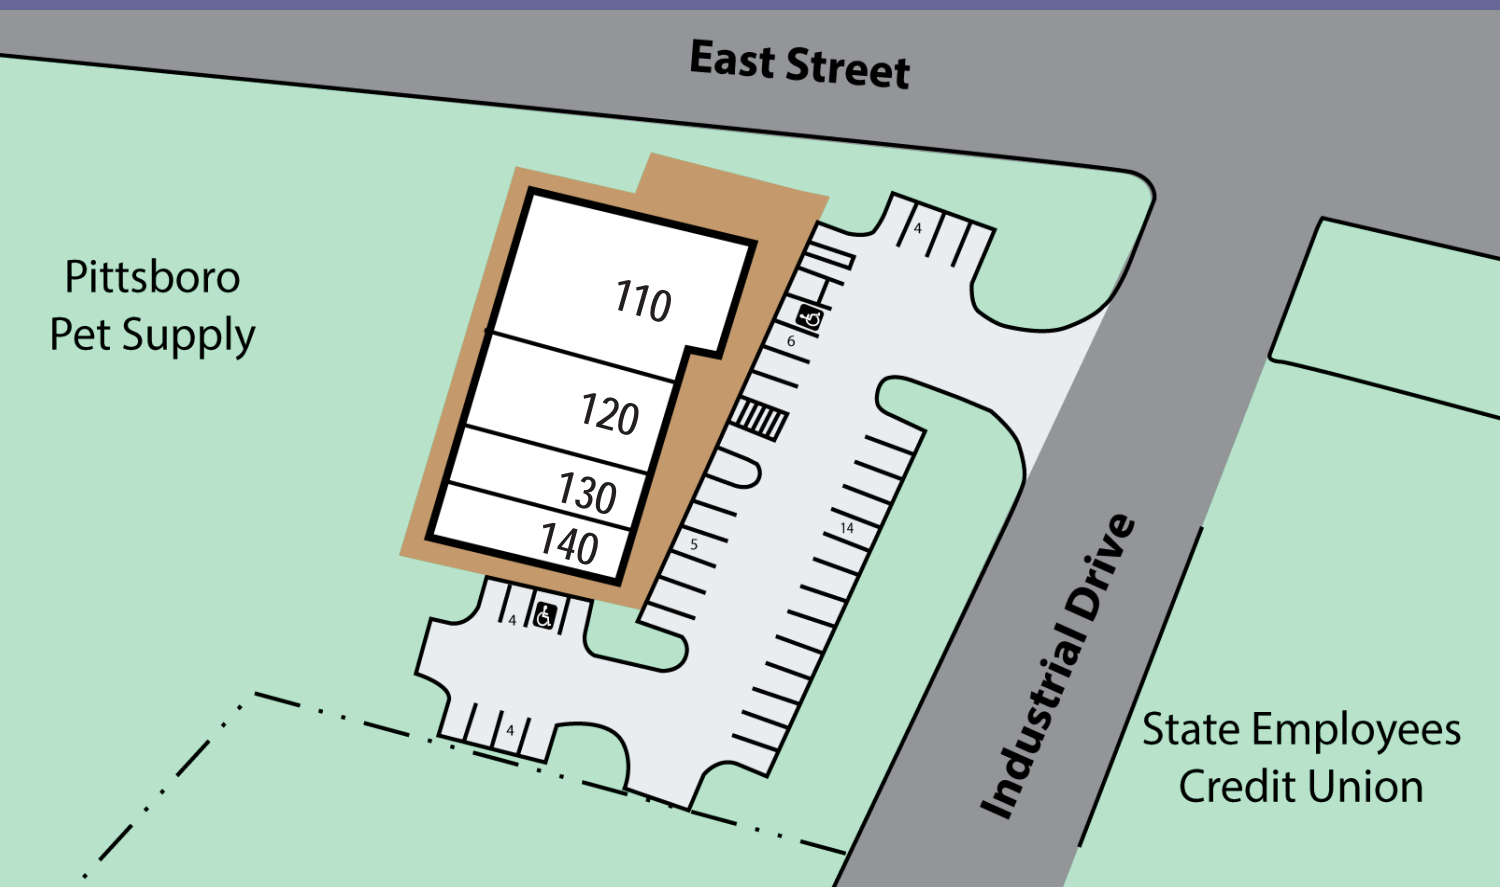 East Street
4
Pittsboro
Pet Supply
110
6
120
130
140
5
14
4
4
Industrial Drive
State Employees
Credit Union